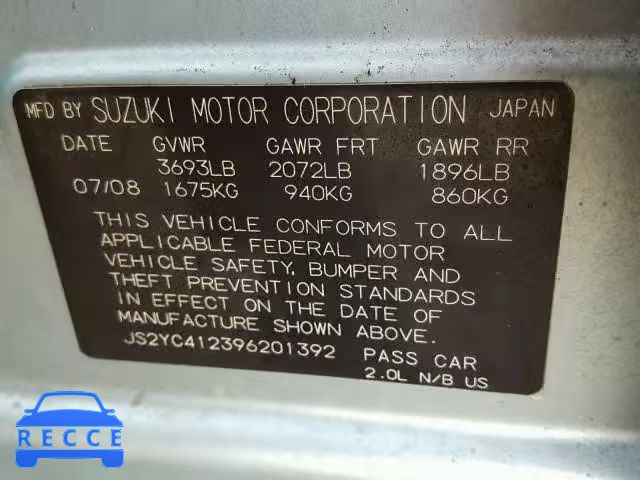 MFD BY SUZUKI MOTOR CORPORATION JAPAN
DATE GVWR GAWR FRT GAWR RR
3693LB 2072LB 1896LB
07/08 1675KG 940KG 860KG
THIS VEHICLE CONFORMS TO ALL
APPLICABLE FEDERAL MOTOR
VEHICLE SAFETY, BUMPER AND
THEFT PREVENTION STANDARDS
IN EFFECT ON THE DATE OF
MANUFACTURE SHOWN ABOVE.
JS2YC412396201392 PASS CAR
2.0L N/B US
RECCE